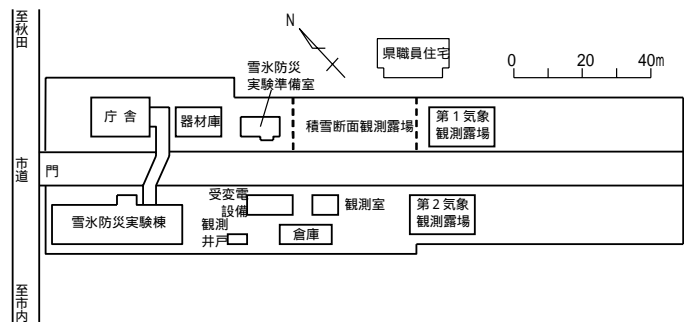 至秋田
N
雪氷防災
実験準備室
県職員住宅
0 20 40m
庁舎
器材庫
積雪断面観測露場
第1気象
観測露場
市道
門
受変電
設備
観測室
第2気象
観測露場
雪氷防災実験棟
観測
井戸
倉庫
至市内